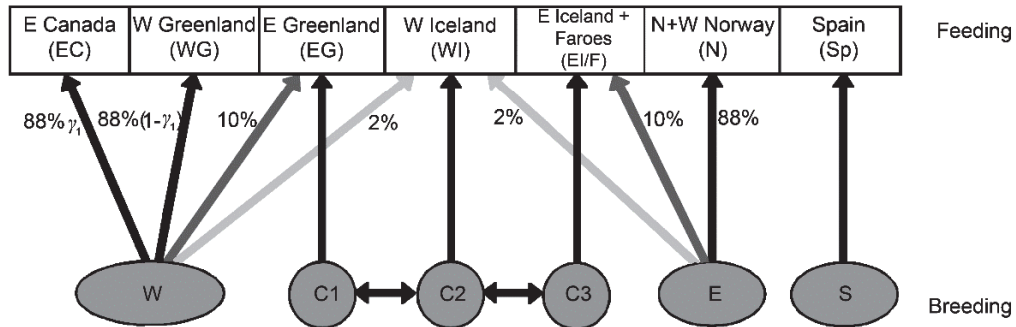 E Canada
(EC)
W Greenland
(WG)
E Greenland
(EG)
W Iceland
(WI)
E Iceland +
Faroes
(EI/F)
N+W Norway
(N)
Spain
(Sp)
Feeding
88% γ₁
88%(1-γ₁)
10%
2%
2%
10%
88%
W
C1
C2
C3
E
S
Breeding